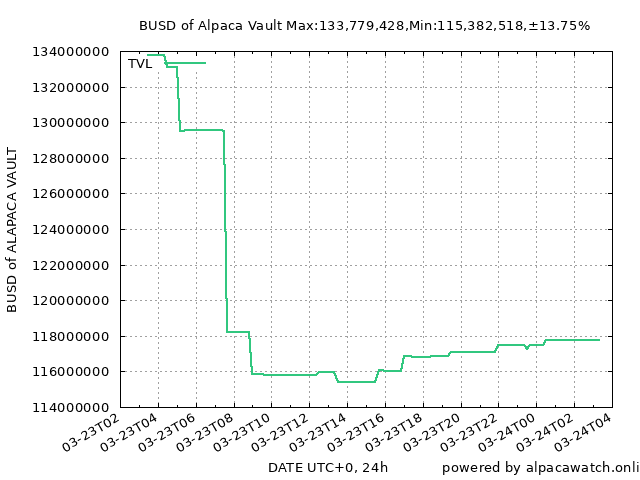 BUSD of Alpaca Vault Max:133,779,428,Min:115,382,518,±13.75%
134000000
132000000
130000000
128000000
126000000
124000000
122000000
120000000
118000000
116000000
114000000
TVL
BUSD of ALAPACA VAULT
03-23T02
03-23T04
03-23T06
03-23T08
03-23T10
03-23T12
03-23T14
03-23T16
03-23T18
03-23T20
03-23T22
03-24T00
03-24T02
03-24T04
DATE UTC+0, 24h
powered by alpacawatch.onli